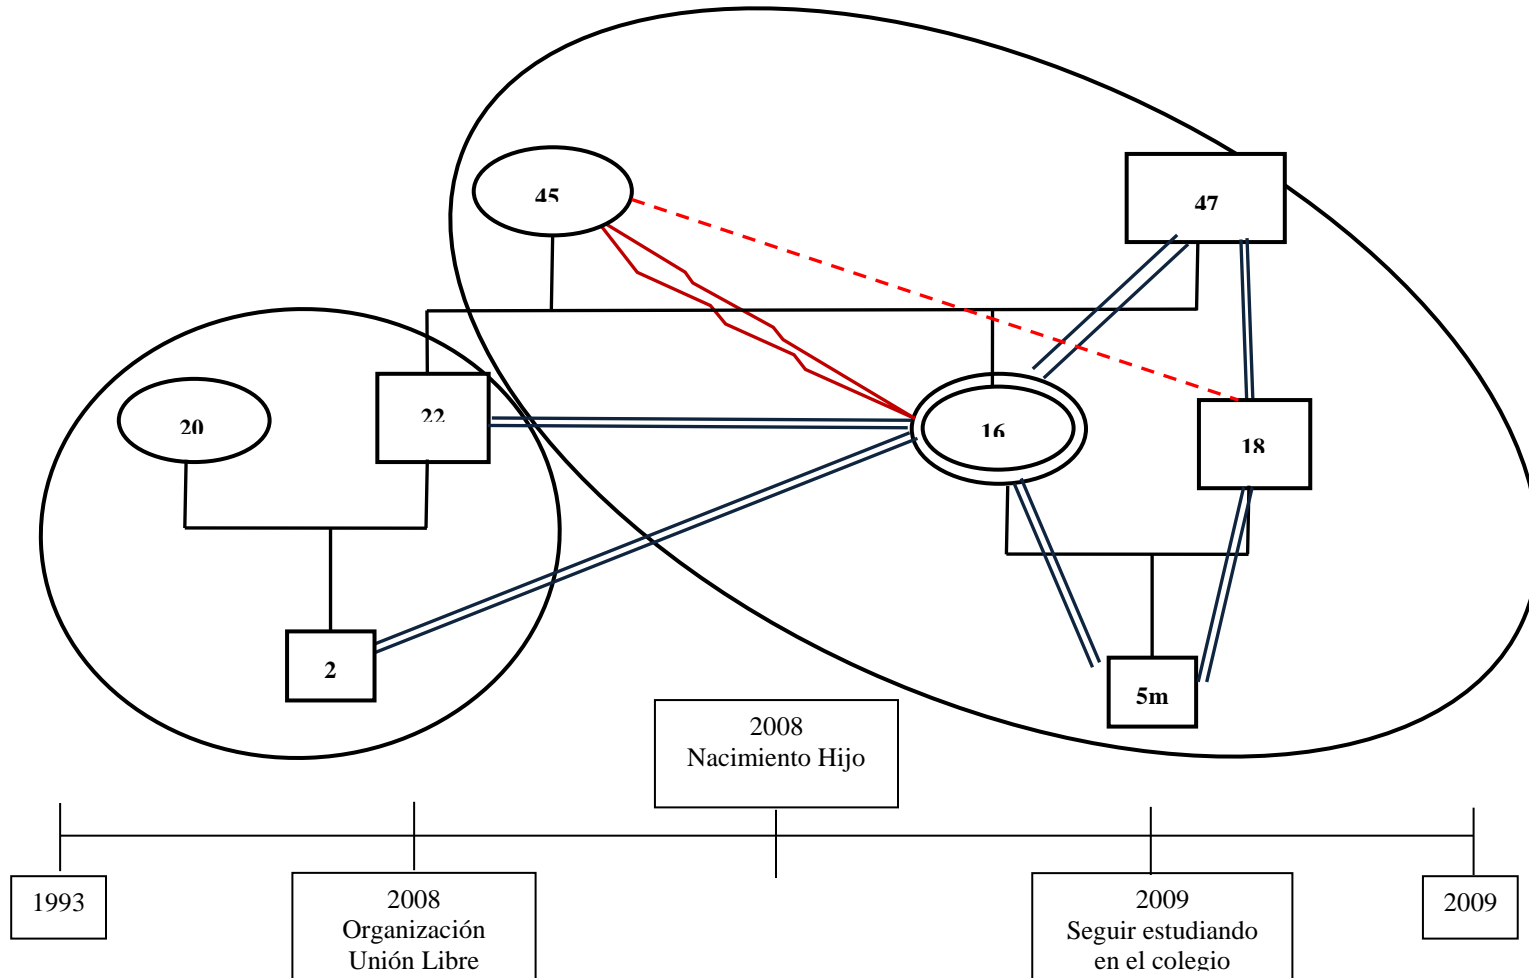 45
47
20
22
16
18
2
5m
2008
Nacimiento Hijo
1993
2008
Organización
Unión Libre
2009
Seguir estudiando
en el colegio
2009